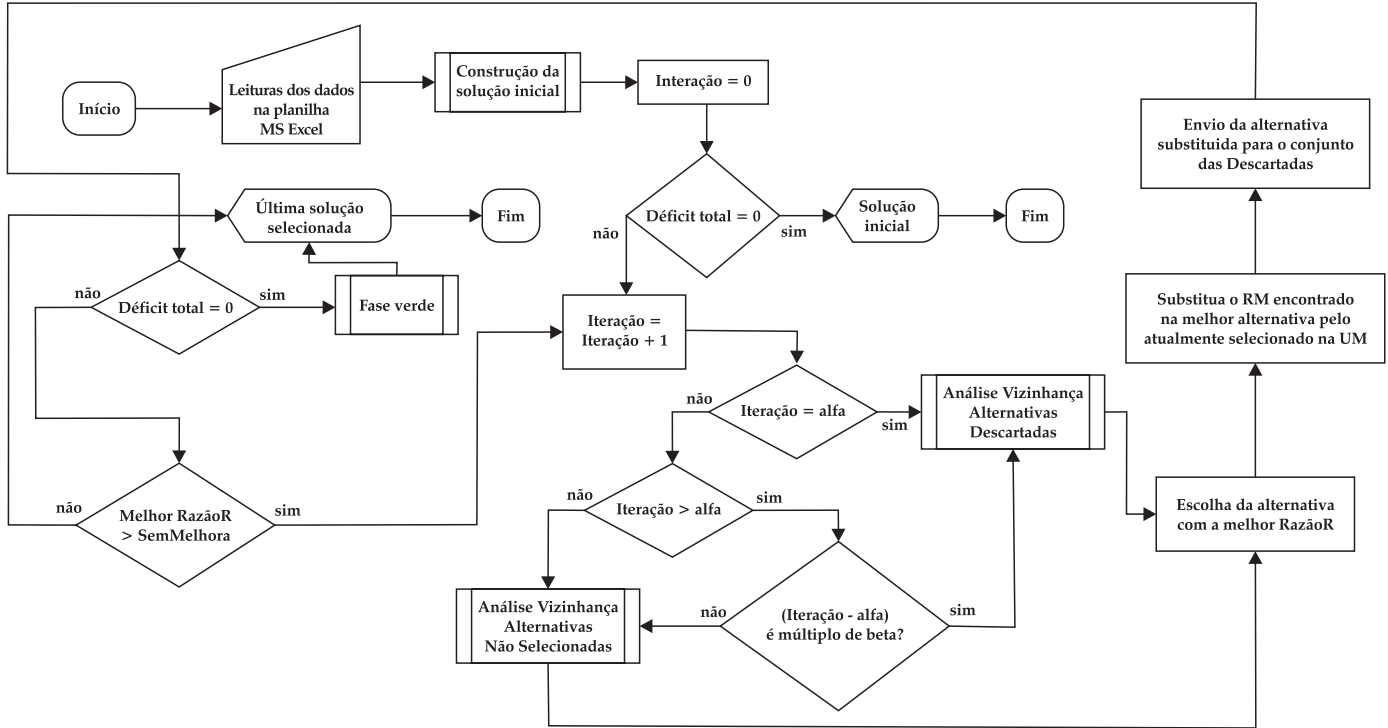 Início
Leituras dos dados
na planilha
MS Excel
Construção da
solução inicial
Interação = 0
Envio da alternativa
substituida para o conjunto
das Descartadas
Última solução
selecionada
Fim
Déficit total = 0
não
sim
Solução
inicial
Fim
Déficit total = 0
não
sim
Fase verde
Iteração =
Iteração + 1
Substitua o RM encontrado
na melhor alternativa pelo
atualmente selecionado na UM
Iteração = alfa
não
sim
Análise Vizinhança
Alternativas
Descartadas
Melhor RazãoR
> SemMelhora
não
sim
Iteração > alfa
não
sim
Escolha da alternativa
com a melhor RazãoR
Análise Vizinhança
Alternativas
Não Selecionadas
não
(Iteração - alfa)
é múltiplo de beta?
sim